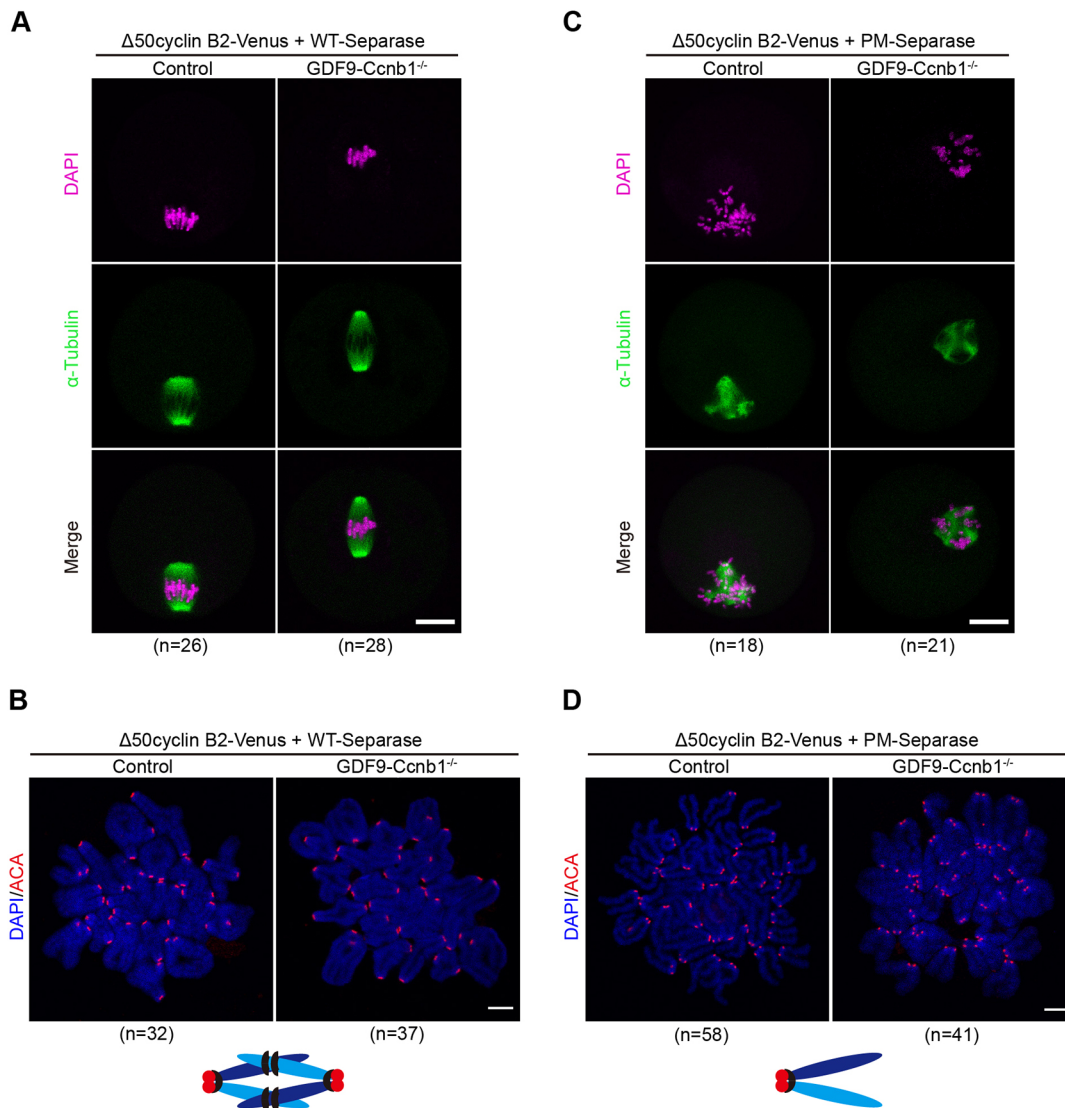 A
Δ50cyclin B2-Venus + WT-Separase
Control
GDF9-Ccnb1-/-
DAPI
α-Tubulin
Merge
(n=26)
(n=28)
C
Δ50cyclin B2-Venus + PM-Separase
Control
GDF9-Ccnb1-/-
DAPI
α-Tubulin
Merge
(n=18)
(n=21)
B
Δ50cyclin B2-Venus + WT-Separase
Control
GDF9-Ccnb1-/-
DAPI/ACA
(n=32)
(n=37)
D
Δ50cyclin B2-Venus + PM-Separase
Control
GDF9-Ccnb1-/-
DAPI/ACA
(n=58)
(n=41)